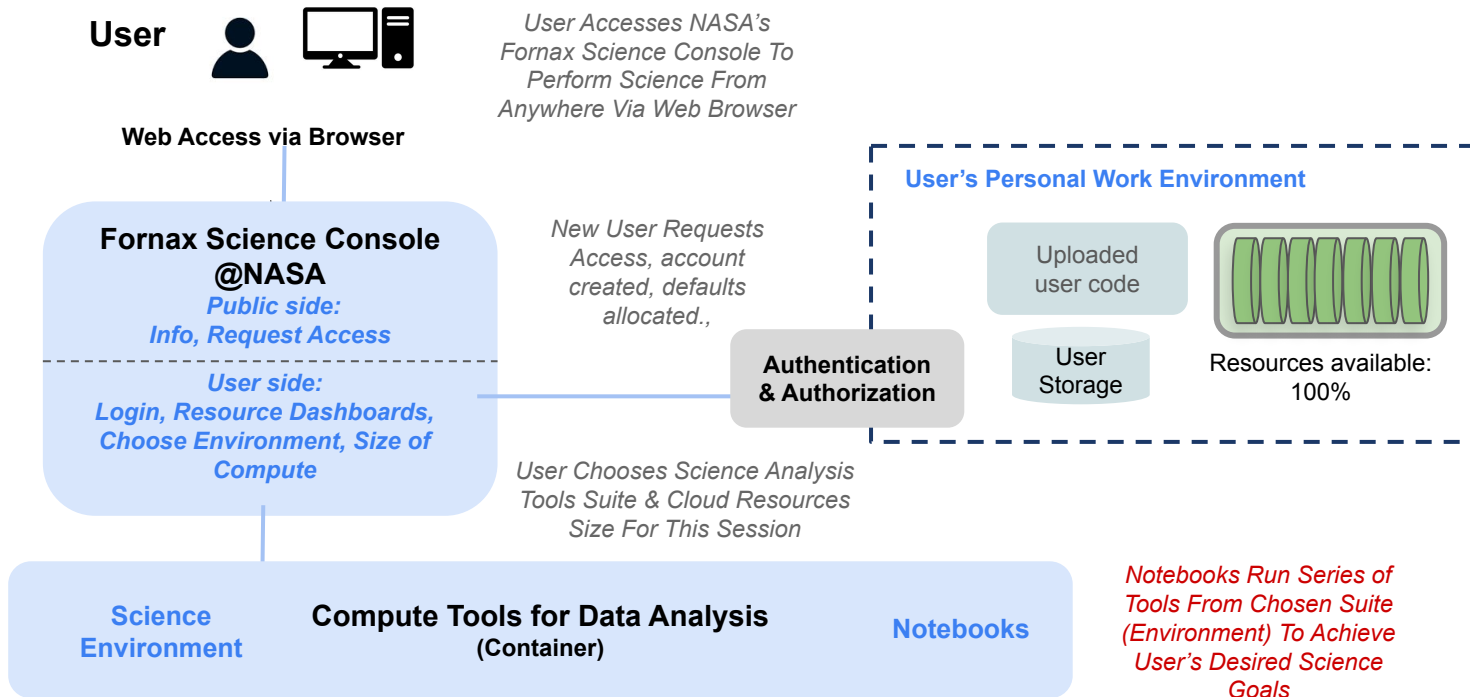 User
User Accesses NASA's
Fornax Science Console To
Perform Science From
Anywhere Via Web Browser
Web Access via Browser
Fornax Science Console
@NASA
Public side:
Info, Request Access
User side:
Login, Resource Dashboards,
Choose Environment, Size of
Compute
New User Requests
Access, account
created, defaults
allocated.,
Authentication
& Authorization
User's Personal Work Environment
Uploaded
user code
User
Storage
Resources available:
100%
User Chooses Science Analysis
Tools Suite & Cloud Resources
Size For This Session
Science
Environment
Compute Tools for Data Analysis
(Container)
Notebooks
Notebooks Run Series of
Tools From Chosen Suite
(Environment) To Achieve
User's Desired Science
Goals